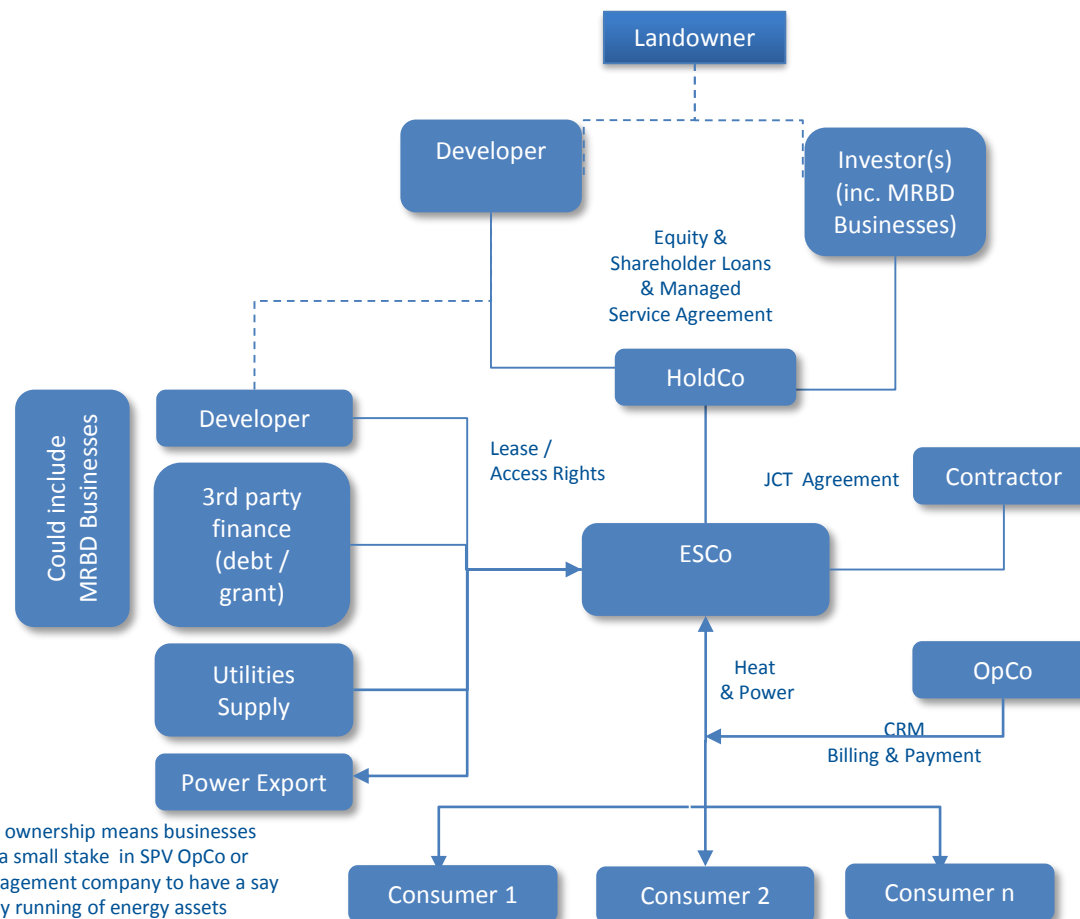 Landowner
Developer
Investor(s)
(inc. MRBD
Businesses)
Equity &
Shareholder Loans
& Managed
Service Agreement
HoldCo
Could include
MRBD Businesses
Developer
Lease /
Access Rights
3rd party
finance
(debt /
grant)
JCT Agreement
Contractor
ESCo
Utilities
Supply
Heat
& Power
OpCo
CRM
Billing & Payment
Power Export
ownership means businesses
a small stake in SPV OpCo or
agement company to have a say
y running of energy assets
Consumer 1
Consumer 2
Consumer n